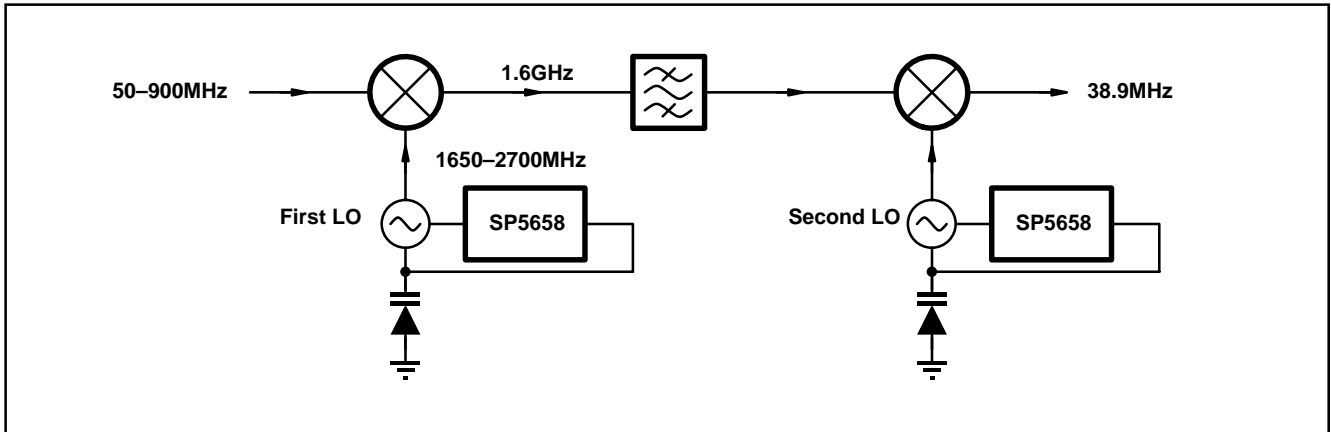 50–900MHz
1.6GHz
38.9MHz
1650–2700MHz
First LO
SP5658
Second LO
SP5658